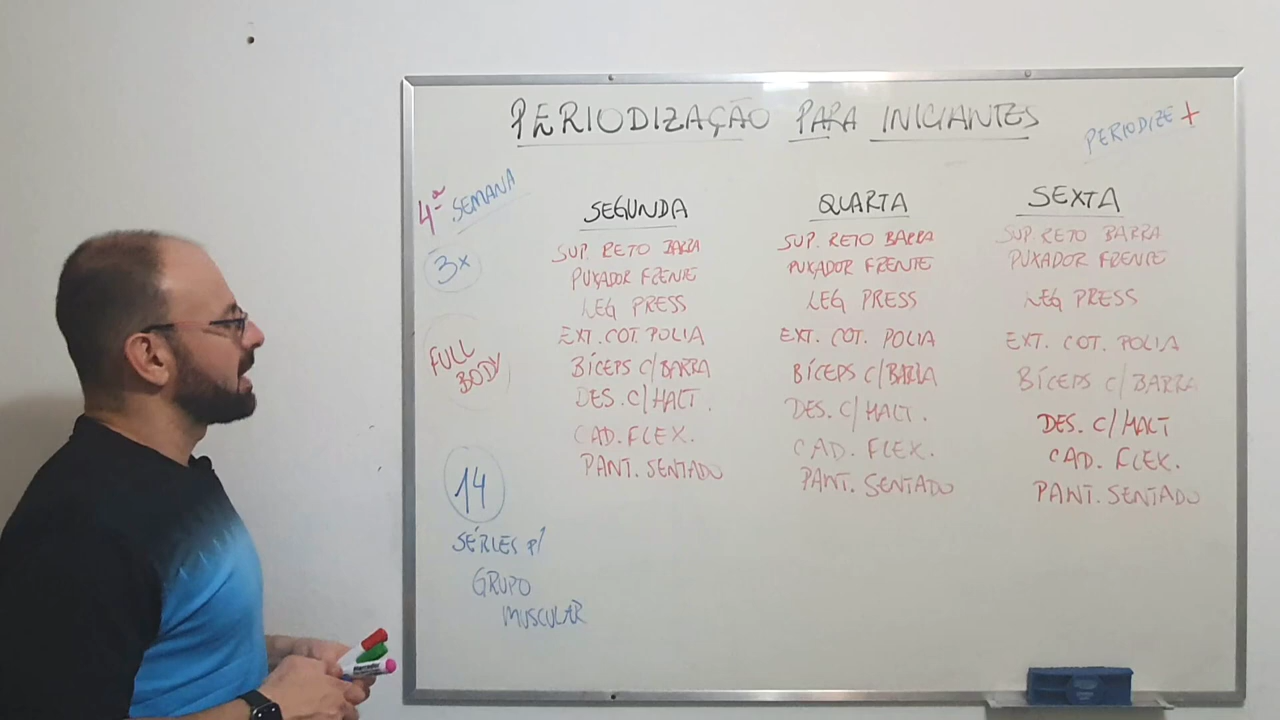 PERIODIZAÇÃO PARA INICIANTES
PERIODIZE +
4ª SEMANA
3x
FULL
BODY
14
SÉRIES P/
GRUPO
MUSCULAR
SEGUNDA
SUP. RETO BARRA
PUXADOR FRENTE
LEG PRESS
EXT. COT. POLIA
BÍCEPS C/BARRA
DES. C/HALT.
CAD. FLEX.
PANT. SENTADO
QUARTA
SUP. RETO BARRA
PUXADOR FRENTE
LEG PRESS
EXT. COT. POLIA
BÍCEPS C/BARRA
DES. C/HALT.
CAD. FLEX.
PANT. SENTADO
SEXTA
SUP. RETO BARRA
PUXADOR FRENTE
LEG PRESS
EXT. COT. POLIA
BÍCEPS C/BARRA
DES. C/HALT
CAD. FLEX.
PANT. SENTADO